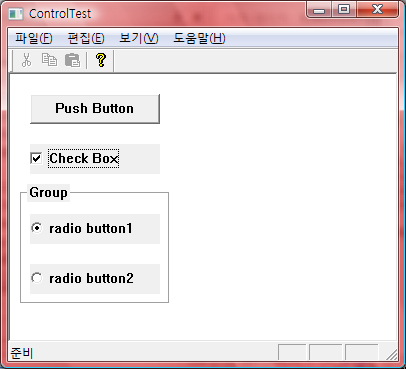 ControlTest
파일(F) 편집(E) 보기(V) 도움말(H)
Push Button
Check Box
Group
radio button1
radio button2
준비